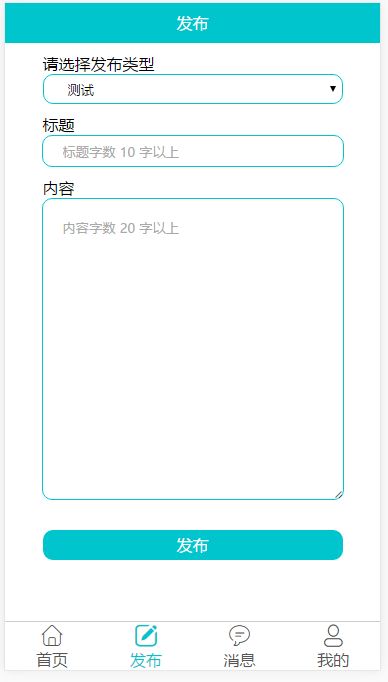 发布
请选择发布类型
测试
标题
标题字数 10 字以上
内容
内容字数 20 字以上
发布
首页 发布 消息 我的